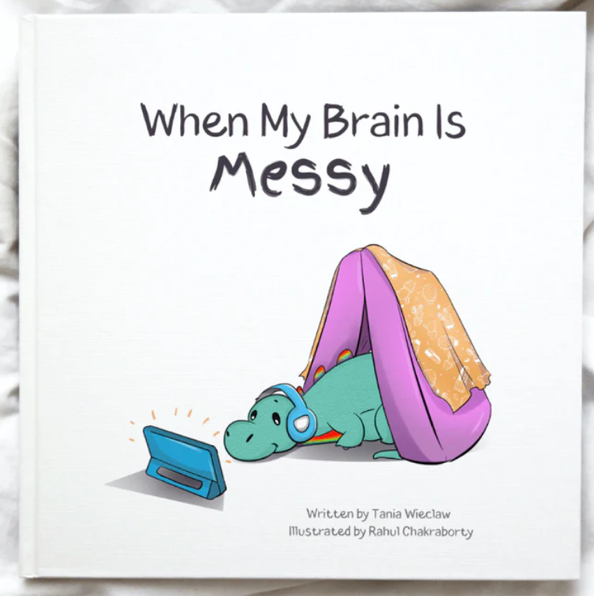 When My Brain Is
Messy
Written by Tania Wieclaw
Illustrated by Rahul Chakraborty